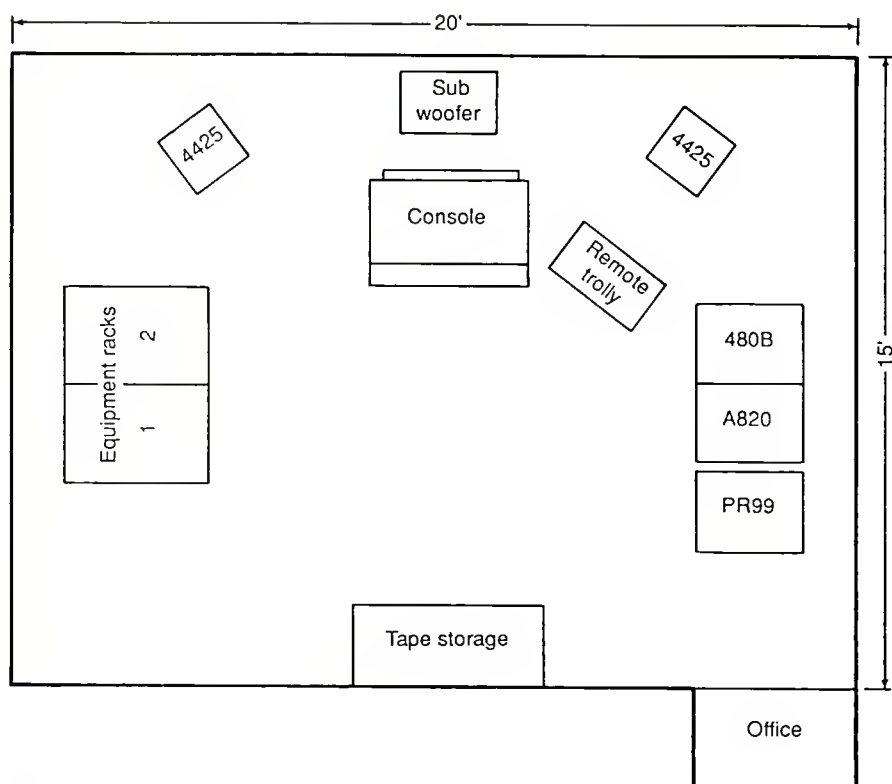 20'
Sub
woofer
4425
4425
Console
Remote
trolly
Equipment racks
2
1
480B
15'
A820
PR99
Tape storage
Office